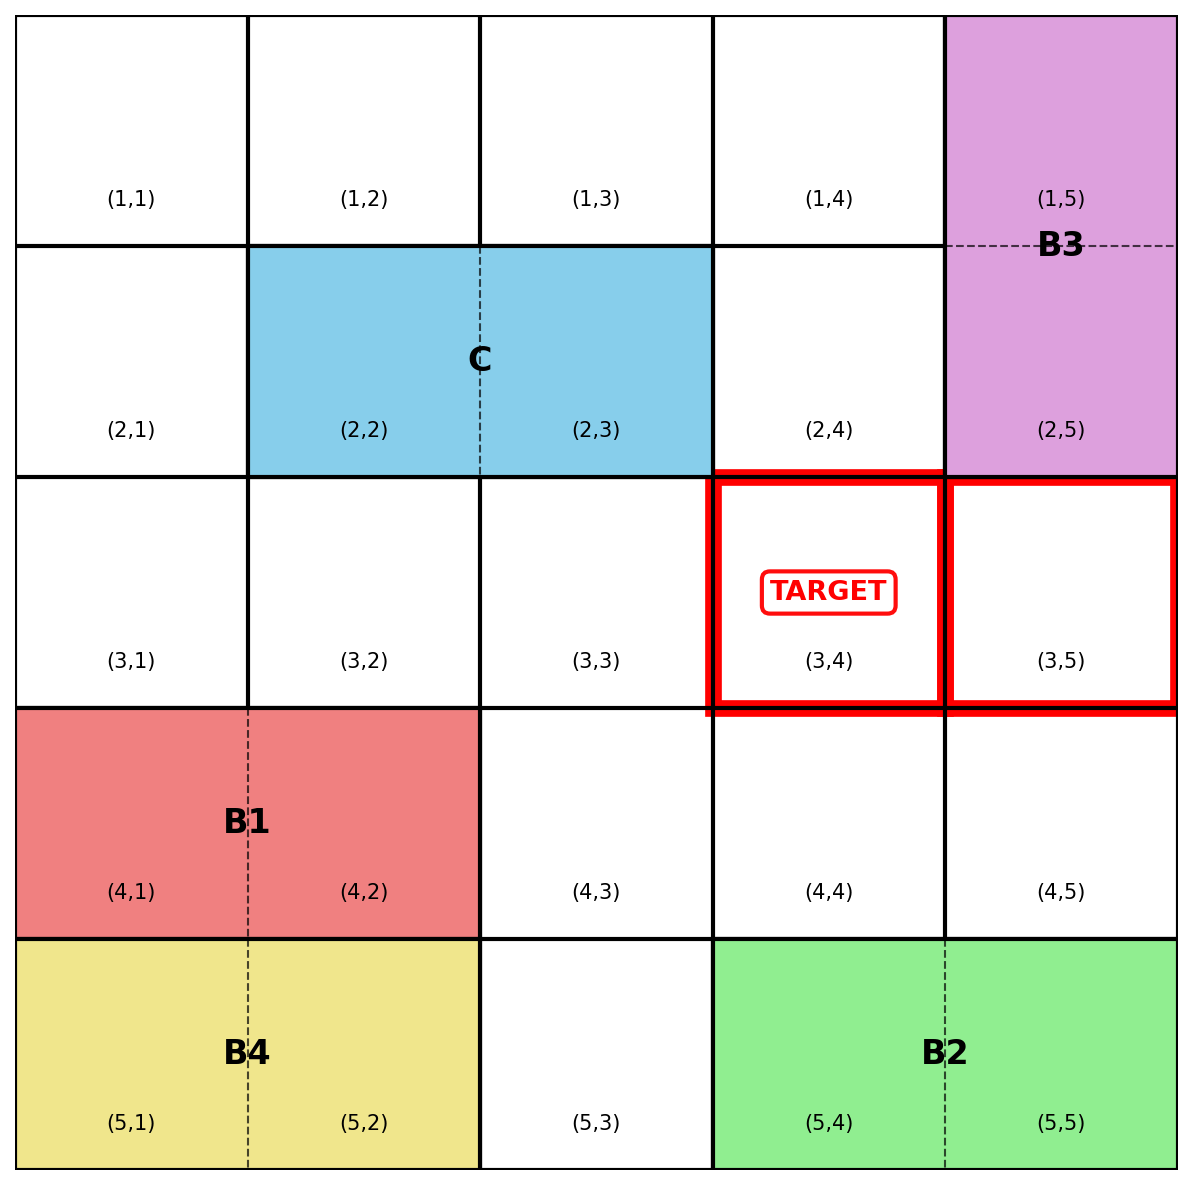 (1,1) (1,2) (1,3) (1,4) (1,5)
B3
C
(2,1) (2,2) (2,3) (2,4) (2,5)
TARGET
(3,1) (3,2) (3,3) (3,4) (3,5)
B1
(4,1) (4,2) (4,3) (4,4) (4,5)
B4 B2
(5,1) (5,2) (5,3) (5,4) (5,5)